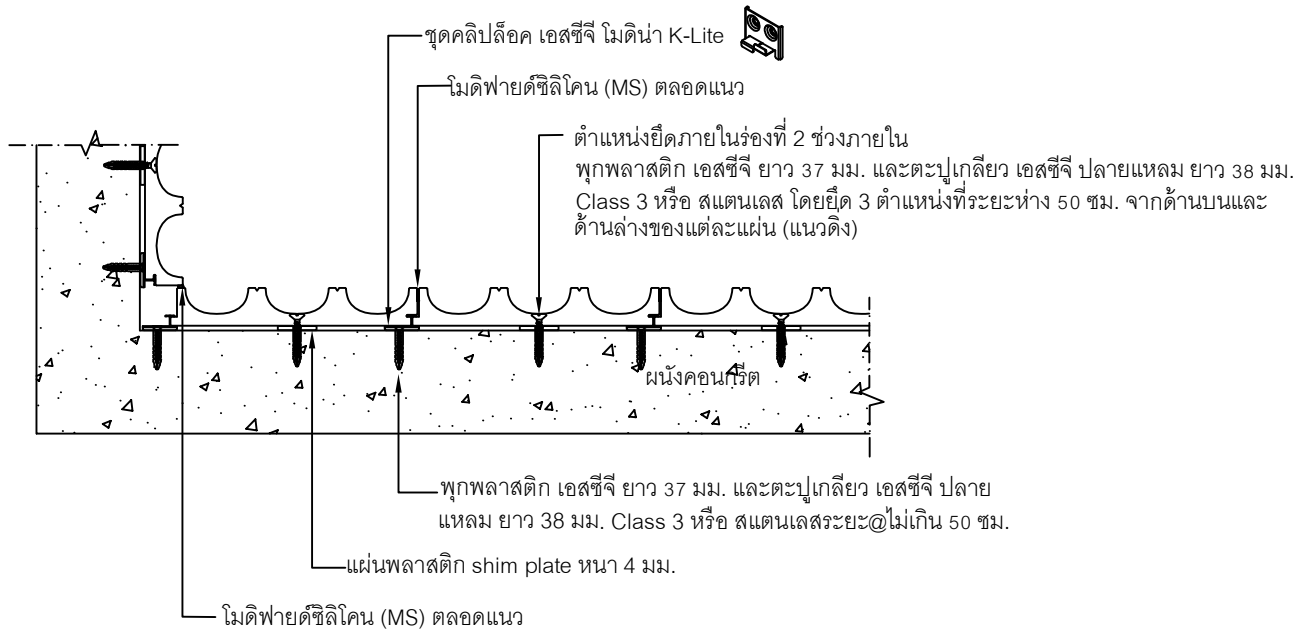 ชุดคลิปล็อค เอสซีจี โมดิน่า K-Lite
โมดิฟายด์ซิลิโคน (MS) ตลอดแนว
ตำแหน่งยึดภายในร่องที่ 2 ช่วงภายใน
พุกพลาสติก เอสซีจี ยาว 37 มม. และตะปูเกลียว เอสซีจี ปลายแหลม ยาว 38 มม.
Class 3 หรือ สแตนเลส โดยยึด 3 ตำแหน่งที่ระยะห่าง 50 ซม. จากด้านบนและ
ด้านล่างของแต่ละแผ่น (แนวดิ่ง)
ผนังคอนกรีต
พุกพลาสติก เอสซีจี ยาว 37 มม. และตะปูเกลียว เอสซีจี ปลาย
แหลม ยาว 38 มม. Class 3 หรือ สแตนเลสระยะ@ไม่เกิน 50 ซม.
แผ่นพลาสติก shim plate หนา 4 มม.
โมดิฟายด์ซิลิโคน (MS) ตลอดแนว